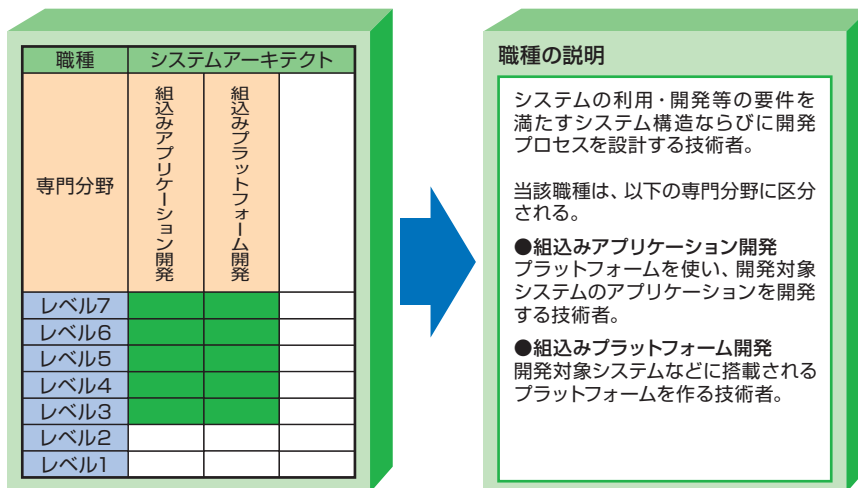 職種
システムアーキテクト
専門分野
組込みアプリケーション開発
組込みプラットフォーム開発
レベル7
レベル6
レベル5
レベル4
レベル3
レベル2
レベル1
職種の説明
システムの利用・開発等の要件を
満たすシステム構造ならびに開発
プロセスを設計する技術者。
当該職種は、以下の専門分野に区分
される。
●組込みアプリケーション開発
プラットフォームを使い、開発対象
システムのアプリケーションを開発
する技術者。
●組込みプラットフォーム開発
開発対象システムなどに搭載される
プラットフォームを作る技術者。